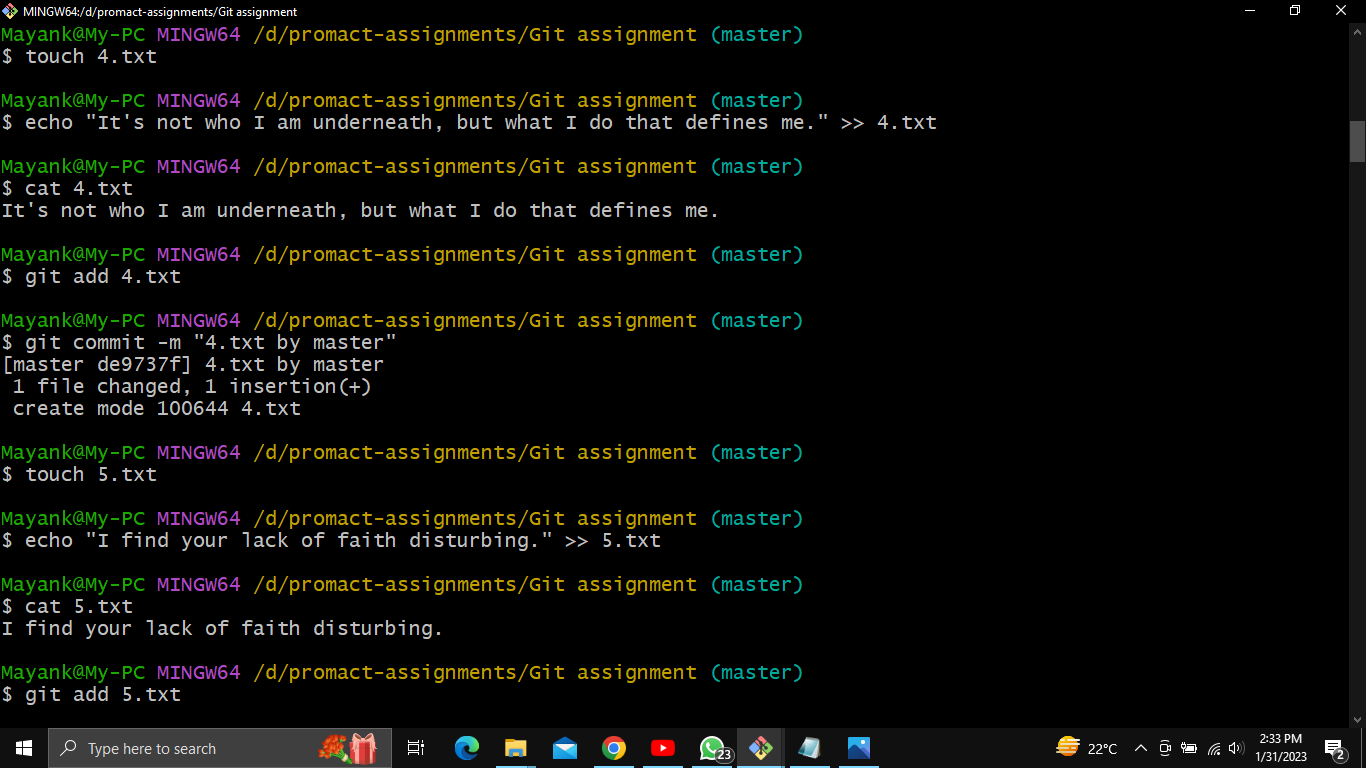 MINGW64:/d/promact-assignments/Git assignment
Mayank@My-PC MINGW64 /d/promact-assignments/Git assignment (master)
$ touch 4.txt
Mayank@My-PC MINGW64 /d/promact-assignments/Git assignment (master)
$ echo "It's not who I am underneath, but what I do that defines me." >> 4.txt
Mayank@My-PC MINGW64 /d/promact-assignments/Git assignment (master)
$ cat 4.txt
It's not who I am underneath, but what I do that defines me.
Mayank@My-PC MINGW64 /d/promact-assignments/Git assignment (master)
$ git add 4.txt
Mayank@My-PC MINGW64 /d/promact-assignments/Git assignment (master)
$ git commit -m "4.txt by master"
[master de9737f] 4.txt by master
 1 file changed, 1 insertion(+)
 create mode 100644 4.txt
Mayank@My-PC MINGW64 /d/promact-assignments/Git assignment (master)
$ touch 5.txt
Mayank@My-PC MINGW64 /d/promact-assignments/Git assignment (master)
$ echo "I find your lack of faith disturbing." >> 5.txt
Mayank@My-PC MINGW64 /d/promact-assignments/Git assignment (master)
$ cat 5.txt
I find your lack of faith disturbing.
Mayank@My-PC MINGW64 /d/promact-assignments/Git assignment (master)
$ git add 5.txt
Type here to search
23
22°C
2:33 PM
1/31/2023
2